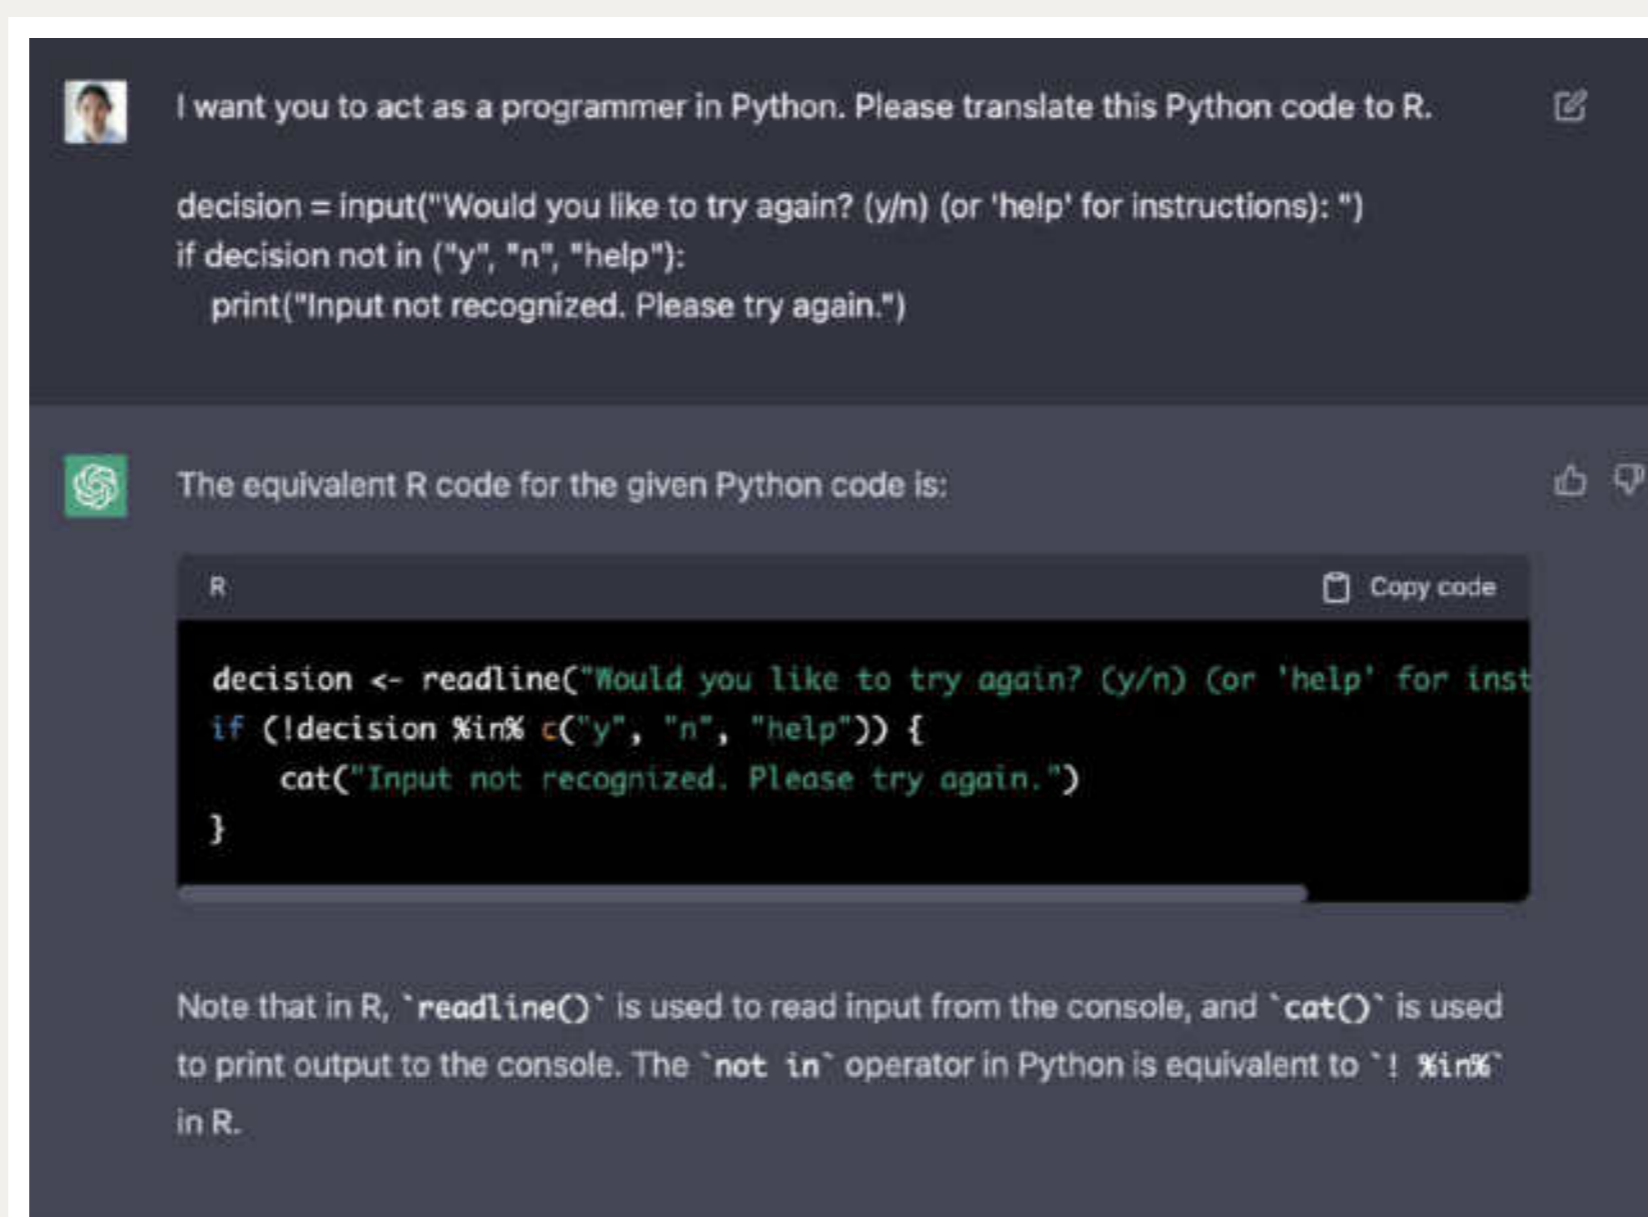 I want you to act as a programmer in Python. Please translate this Python code to R.
decision = input("Would you like to try again? (y/n) (or 'help' for instructions): ")
if decision not in ("y", "n", "help"):
print("Input not recognized. Please try again.")
The equivalent R code for the given Python code is:
R Copy code
decision <- readline("Would you like to try again? (y/n) (or 'help' for inst
if (!decision %in% c("y", "n", "help")) {
cat("Input not recognized. Please try again.")
}
Note that in R, `readline()` is used to read input from the console, and `cat()` is used
to print output to the console. The `not in` operator in Python is equivalent to `! %in%`
in R.